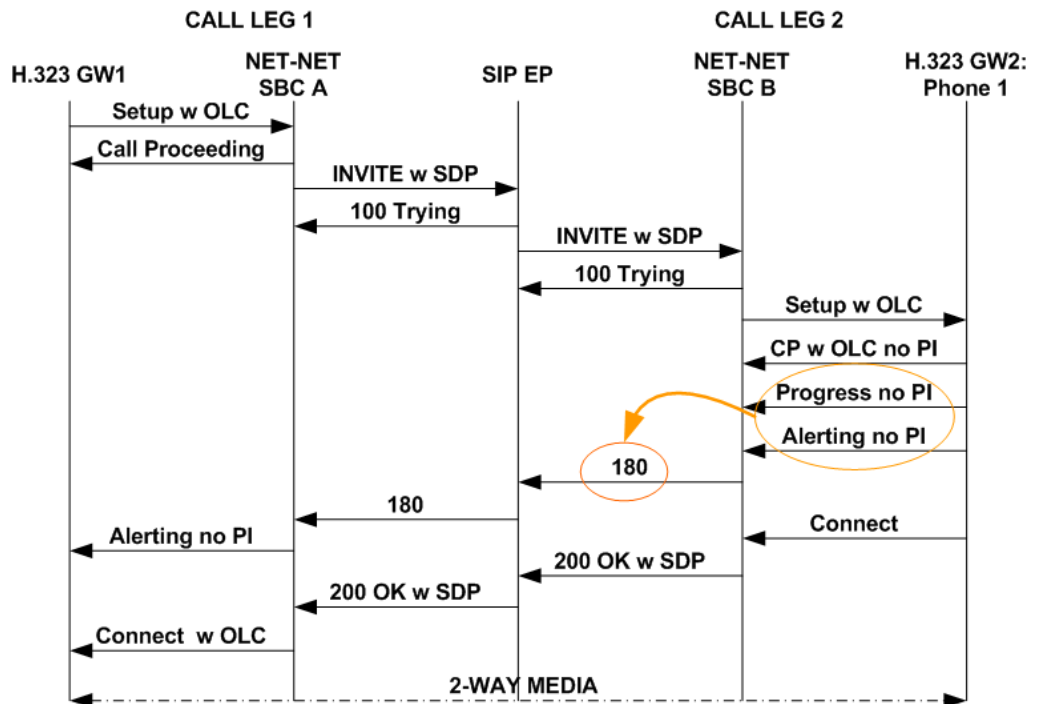 CALL LEG 1
CALL LEG 2
H.323 GW1
NET-NET
SBC A
SIP EP
NET-NET
SBC B
H.323 GW2:
Phone 1
Setup w OLC
Call Proceeding
INVITE w SDP
100 Trying
INVITE w SDP
100 Trying
Setup w OLC
CP w OLC no PI
Progress no PI
Alerting no PI
180
180
Connect
Alerting no PI
200 OK w SDP
200 OK w SDP
Connect w OLC
2-WAY MEDIA